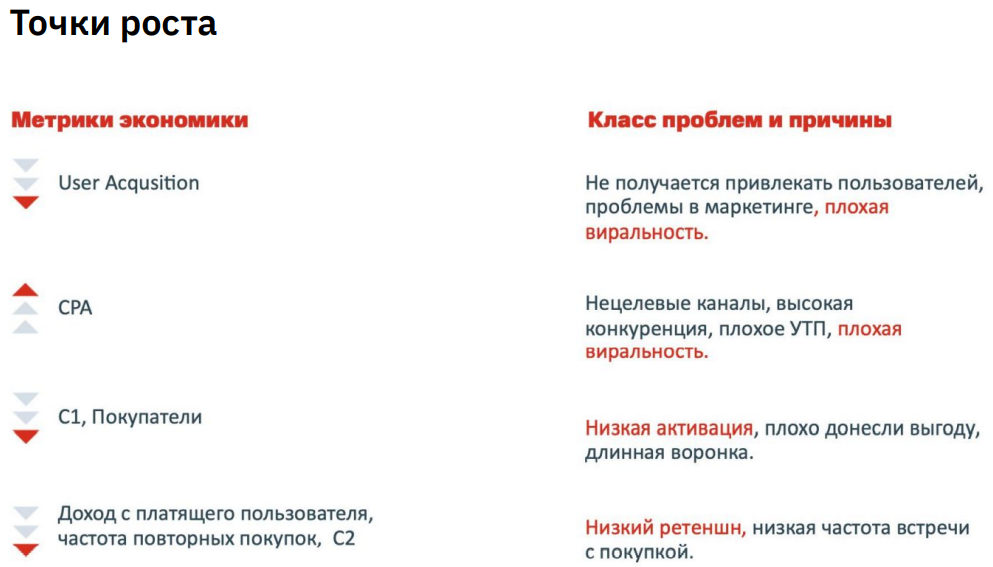 Точки роста
Метрики экономики
Класс проблем и причины
User Acqusition
Не получается привлекать пользователей,
проблемы в маркетинге, плохая
виральность.
CPA
Нецелевые каналы, высокая
конкуренция, плохое УТП, плохая
виральность.
C1, Покупатели
Низкая активация, плохо донесли выгоду,
длинная воронка.
Доход с платящего пользователя,
частота повторных покупок,  C2
Низкий ретеншн, низкая частота встречи
с покупкой.